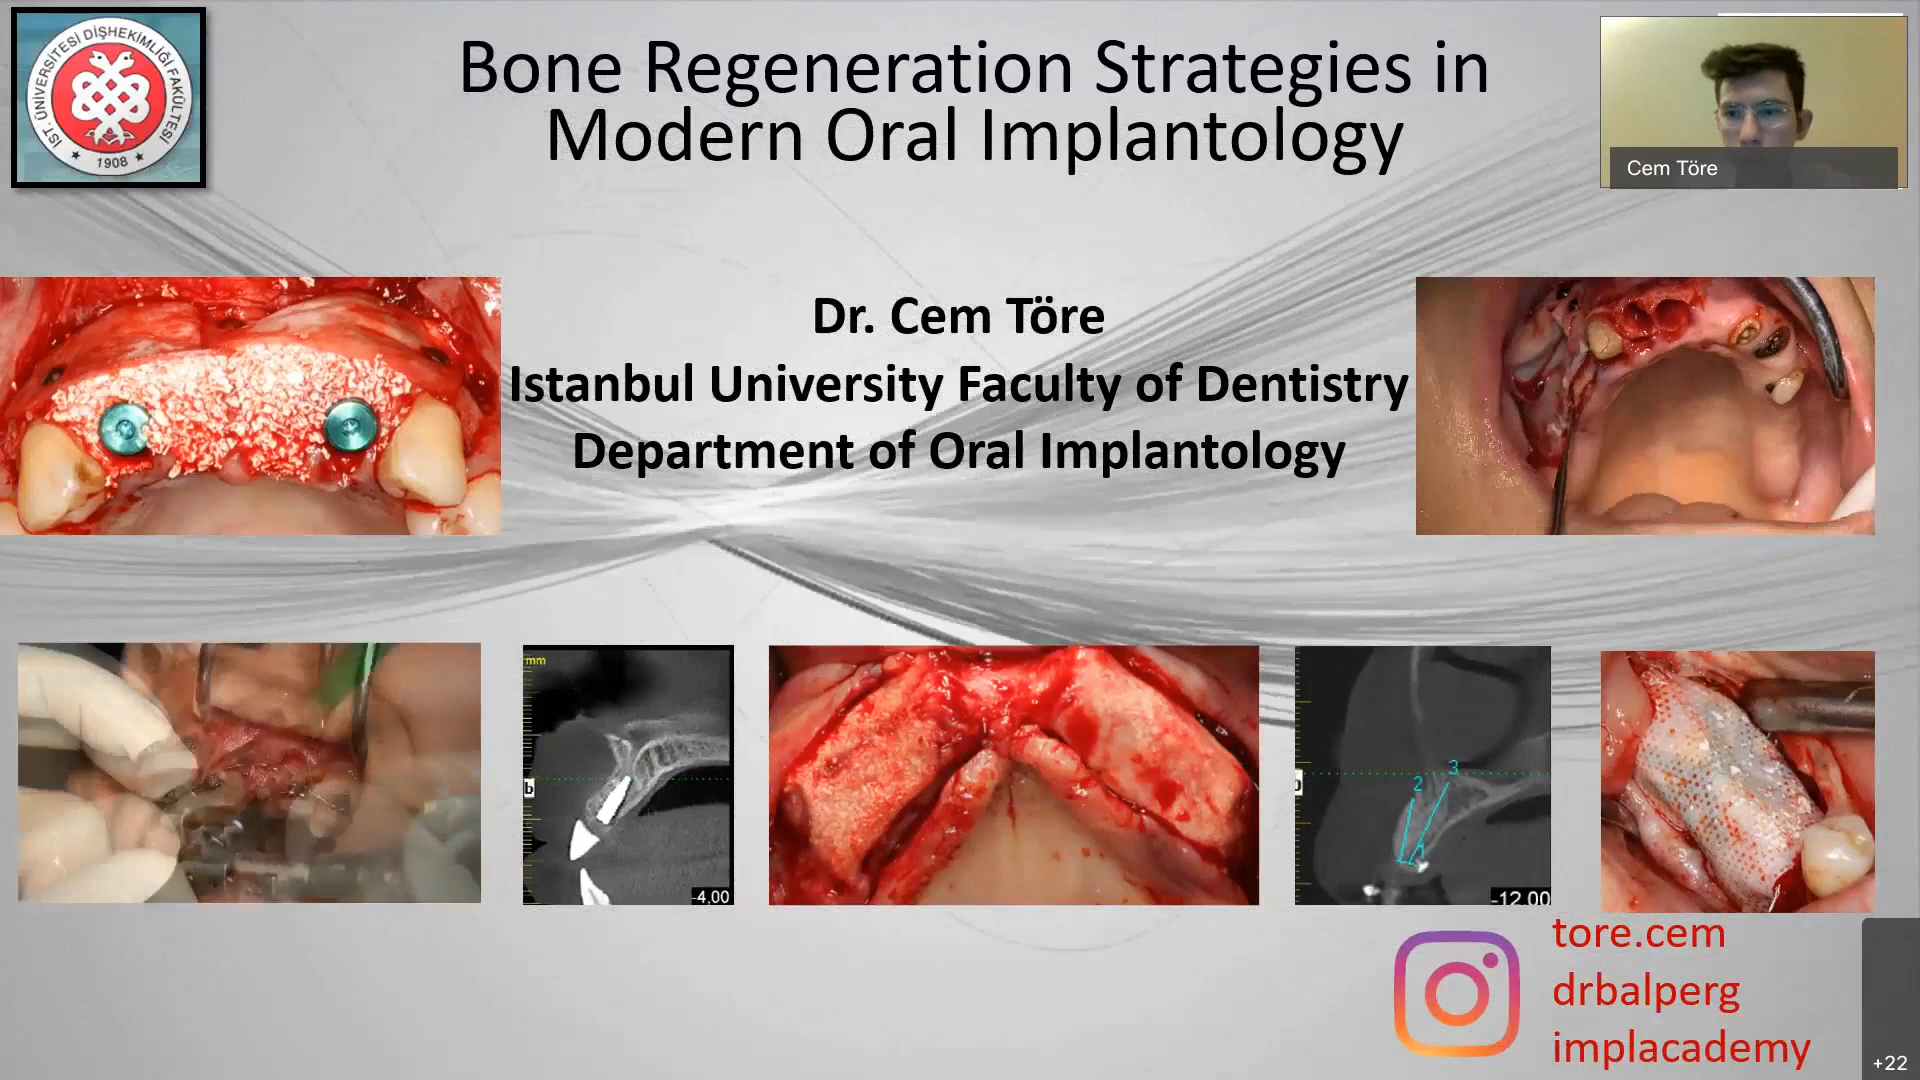 İST. ÜNİVERSİTESİ DİŞHEKİMLİĞİ FAKÜLTESİ
1908
Bone Regeneration Strategies in
Modern Oral Implantology
Cem Töre
Dr. Cem Töre
Istanbul University Faculty of Dentistry
Department of Oral Implantology
mm
b
-4,00
3
2
-12,00
tore.cem
drbalperg
implacademy
+22